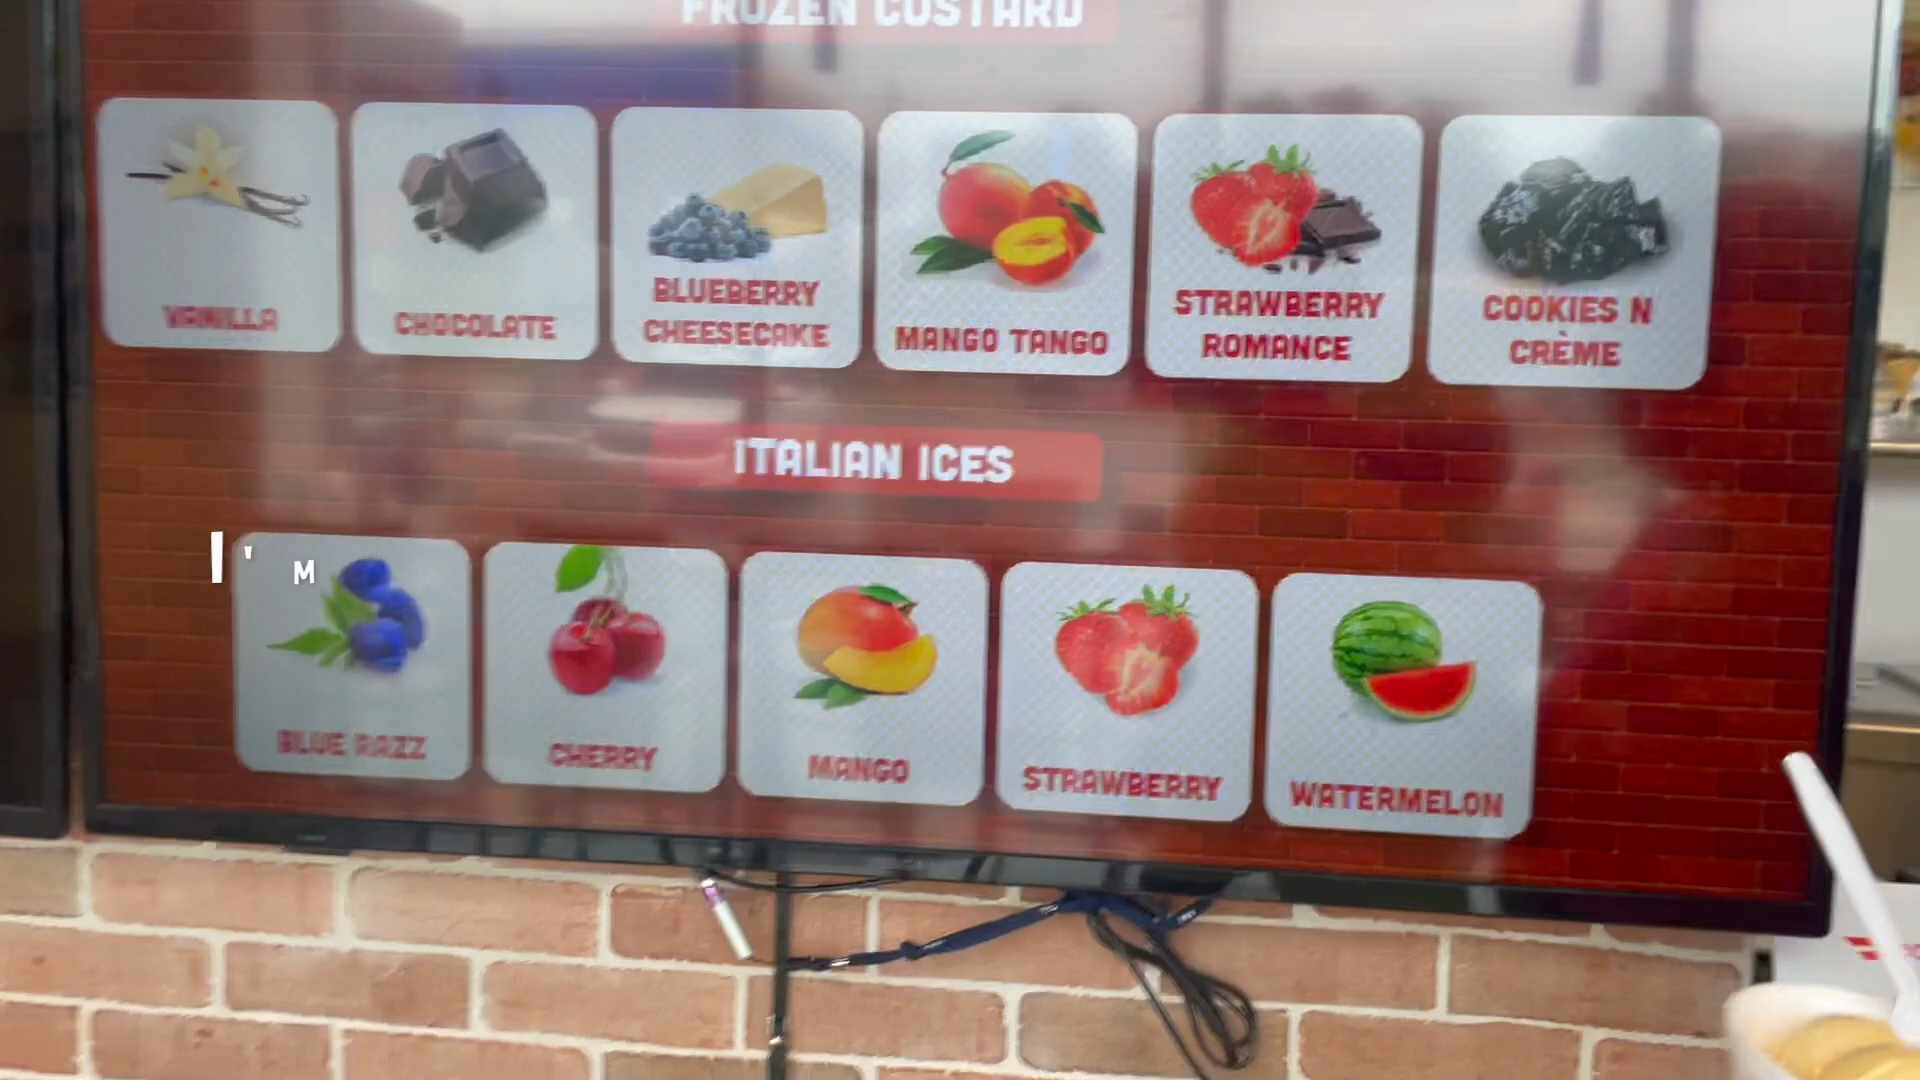 FROZEN CUSTARD
VANILLA
CHOCOLATE
BLUEBERRY
CHEESECAKE
MANGO TANGO
STRAWBERRY
ROMANCE
COOKIES N
CRÈME
ITALIAN ICES
I'M
BLUE RAZZ
CHERRY
MANGO
STRAWBERRY
WATERMELON